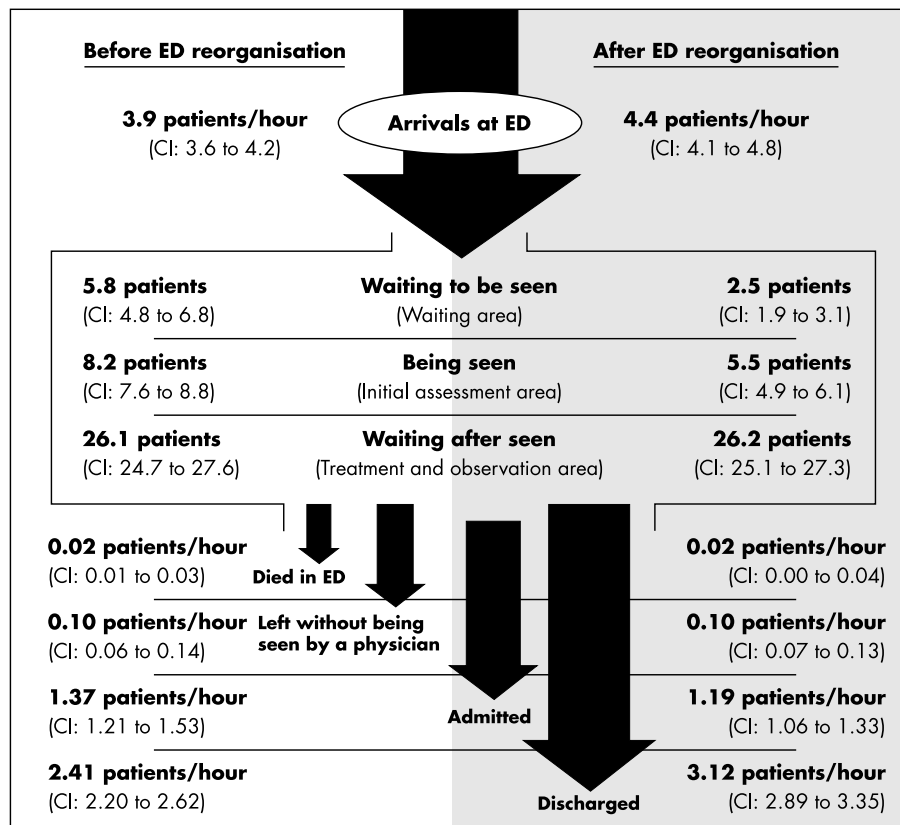 Before ED reorganisation
After ED reorganisation
3.9 patients/hour
(CI: 3.6 to 4.2)
Arrivals at ED
4.4 patients/hour
(CI: 4.1 to 4.8)
5.8 patients
(CI: 4.8 to 6.8)
Waiting to be seen
(Waiting area)
2.5 patients
(CI: 1.9 to 3.1)
8.2 patients
(CI: 7.6 to 8.8)
Being seen
(Initial assessment area)
5.5 patients
(CI: 4.9 to 6.1)
26.1 patients
(CI: 24.7 to 27.6)
Waiting after seen
(Treatment and observation area)
26.2 patients
(CI: 25.1 to 27.3)
0.02 patients/hour
(CI: 0.01 to 0.03)
Died in ED
0.02 patients/hour
(CI: 0.00 to 0.04)
0.10 patients/hour
(CI: 0.06 to 0.14)
Left without being
seen by a physician
0.10 patients/hour
(CI: 0.07 to 0.13)
1.37 patients/hour
(CI: 1.21 to 1.53)
Admitted
1.19 patients/hour
(CI: 1.06 to 1.33)
2.41 patients/hour
(CI: 2.20 to 2.62)
Discharged
3.12 patients/hour
(CI: 2.89 to 3.35)